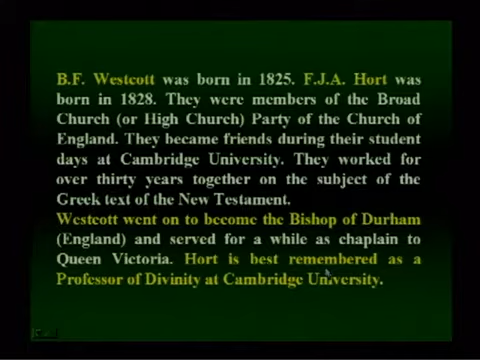 B.F. Westcott was born in 1825. F.J.A. Hort was
born in 1828. They were members of the Broad
Church (or High Church) Party of the Church of
England. They became friends during their student
days at Cambridge University. They worked for
over thirty years together on the subject of the
Greek text of the New Testament.
Westcott went on to become the Bishop of Durham
(England) and served for a while as chaplain to
Queen Victoria. Hort is best remembered as a
Professor of Divinity at Cambridge University.